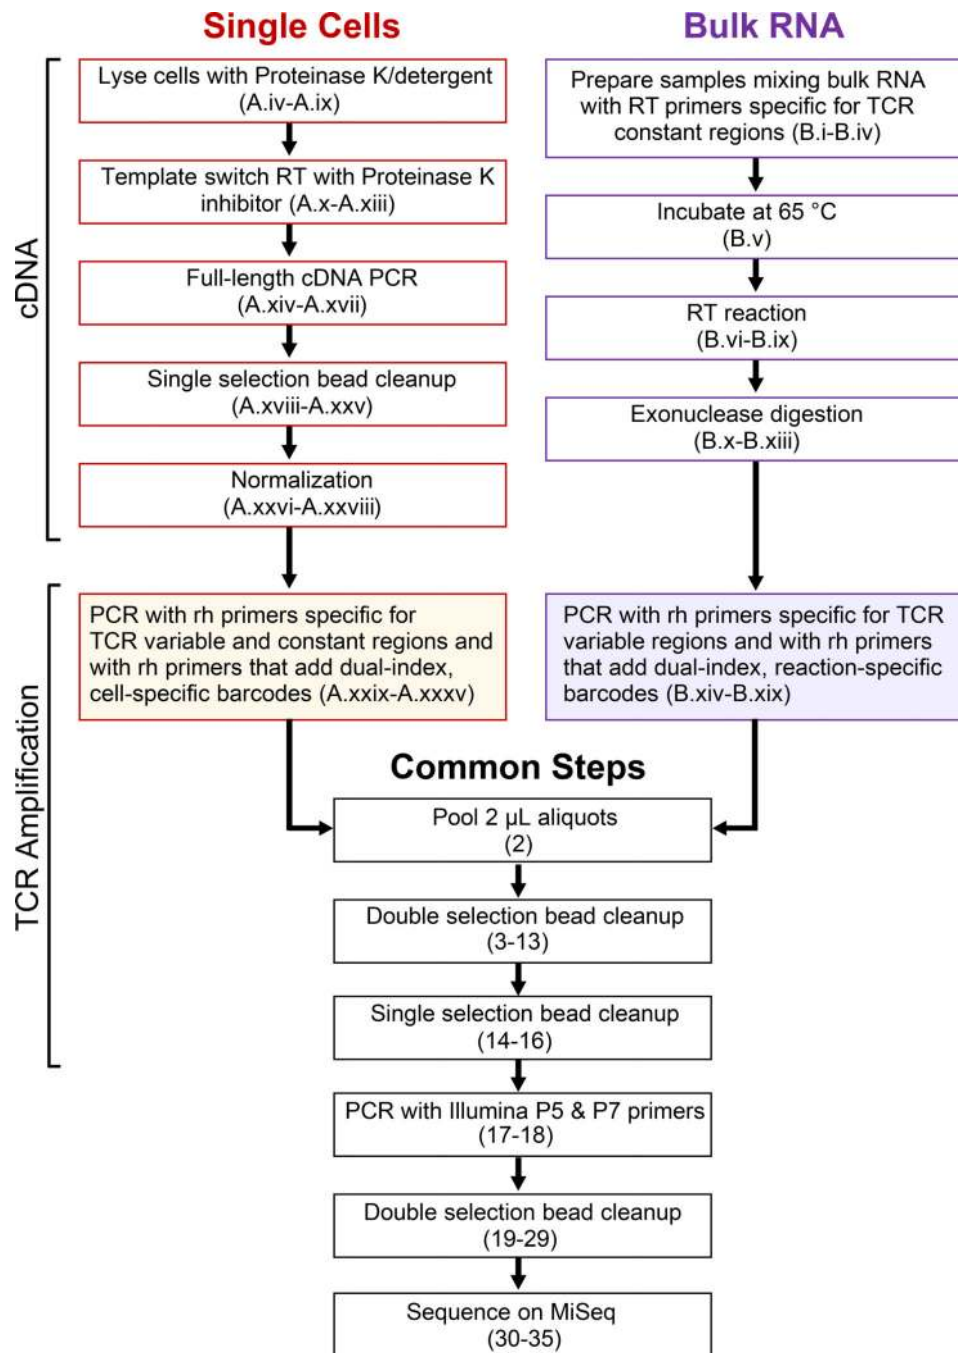 Single Cells
Bulk RNA
cDNA
Lyse cells with Proteinase K/detergent
(A.iv-A.ix)
Template switch RT with Proteinase K
inhibitor (A.x-A.xiii)
Full-length cDNA PCR
(A.xiv-A.xvii)
Single selection bead cleanup
(A.xviii-A.xxv)
Normalization
(A.xxvi-A.xxviii)
Prepare samples mixing bulk RNA
with RT primers specific for TCR
constant regions (B.i-B.iv)
Incubate at 65 °C
(B.v)
RT reaction
(B.vi-B.ix)
Exonuclease digestion
(B.x-B.xiii)
TCR Amplification
PCR with rh primers specific for
TCR variable and constant regions and
with rh primers that add dual-index,
cell-specific barcodes (A.xxix-A.xxxv)
PCR with rh primers specific for TCR
variable regions and with rh primers
that add dual-index, reaction-specific
barcodes (B.xiv-B.xix)
Common Steps
Pool 2 µL aliquots
(2)
Double selection bead cleanup
(3-13)
Single selection bead cleanup
(14-16)
PCR with Illumina P5 & P7 primers
(17-18)
Double selection bead cleanup
(19-29)
Sequence on MiSeq
(30-35)